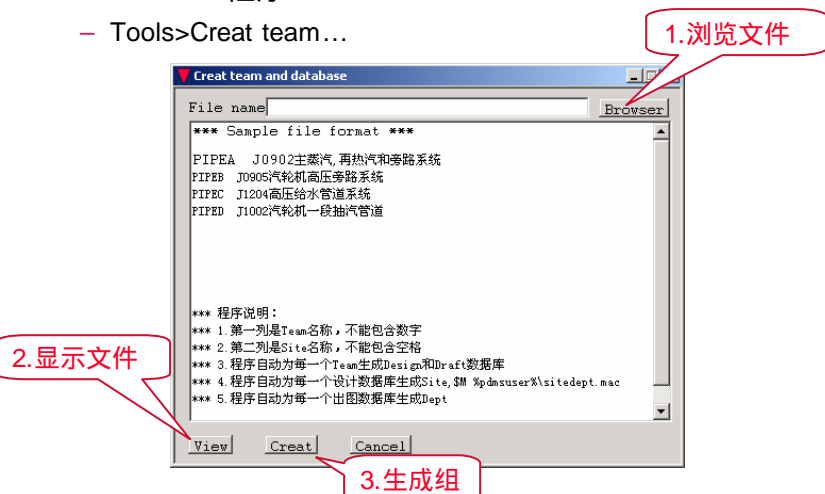 – Tools>Creat team…
1.浏览文件
Creat team and database
File name
Browser
*** Sample file format ***
PIPEA J0902主蒸汽,再热汽和旁路系统
PIPEB J0905汽轮机高压旁路系统
PIPEC J1204高压给水管道系统
PIPED J1002汽轮机一段抽汽管道
*** 程序说明：
*** 1.第一列是Team名称，不能包含数字
*** 2.第二列是Site名称，不能包含空格
*** 3.程序自动为每一个Team生成Design和Draft数据库
*** 4.程序自动为每一个设计数据库生成Site,$M %pdmsuser%\sitedept.mac
*** 5.程序自动为每一个出图数据库生成Dept
2.显示文件
View
Creat
Cancel
3.生成组